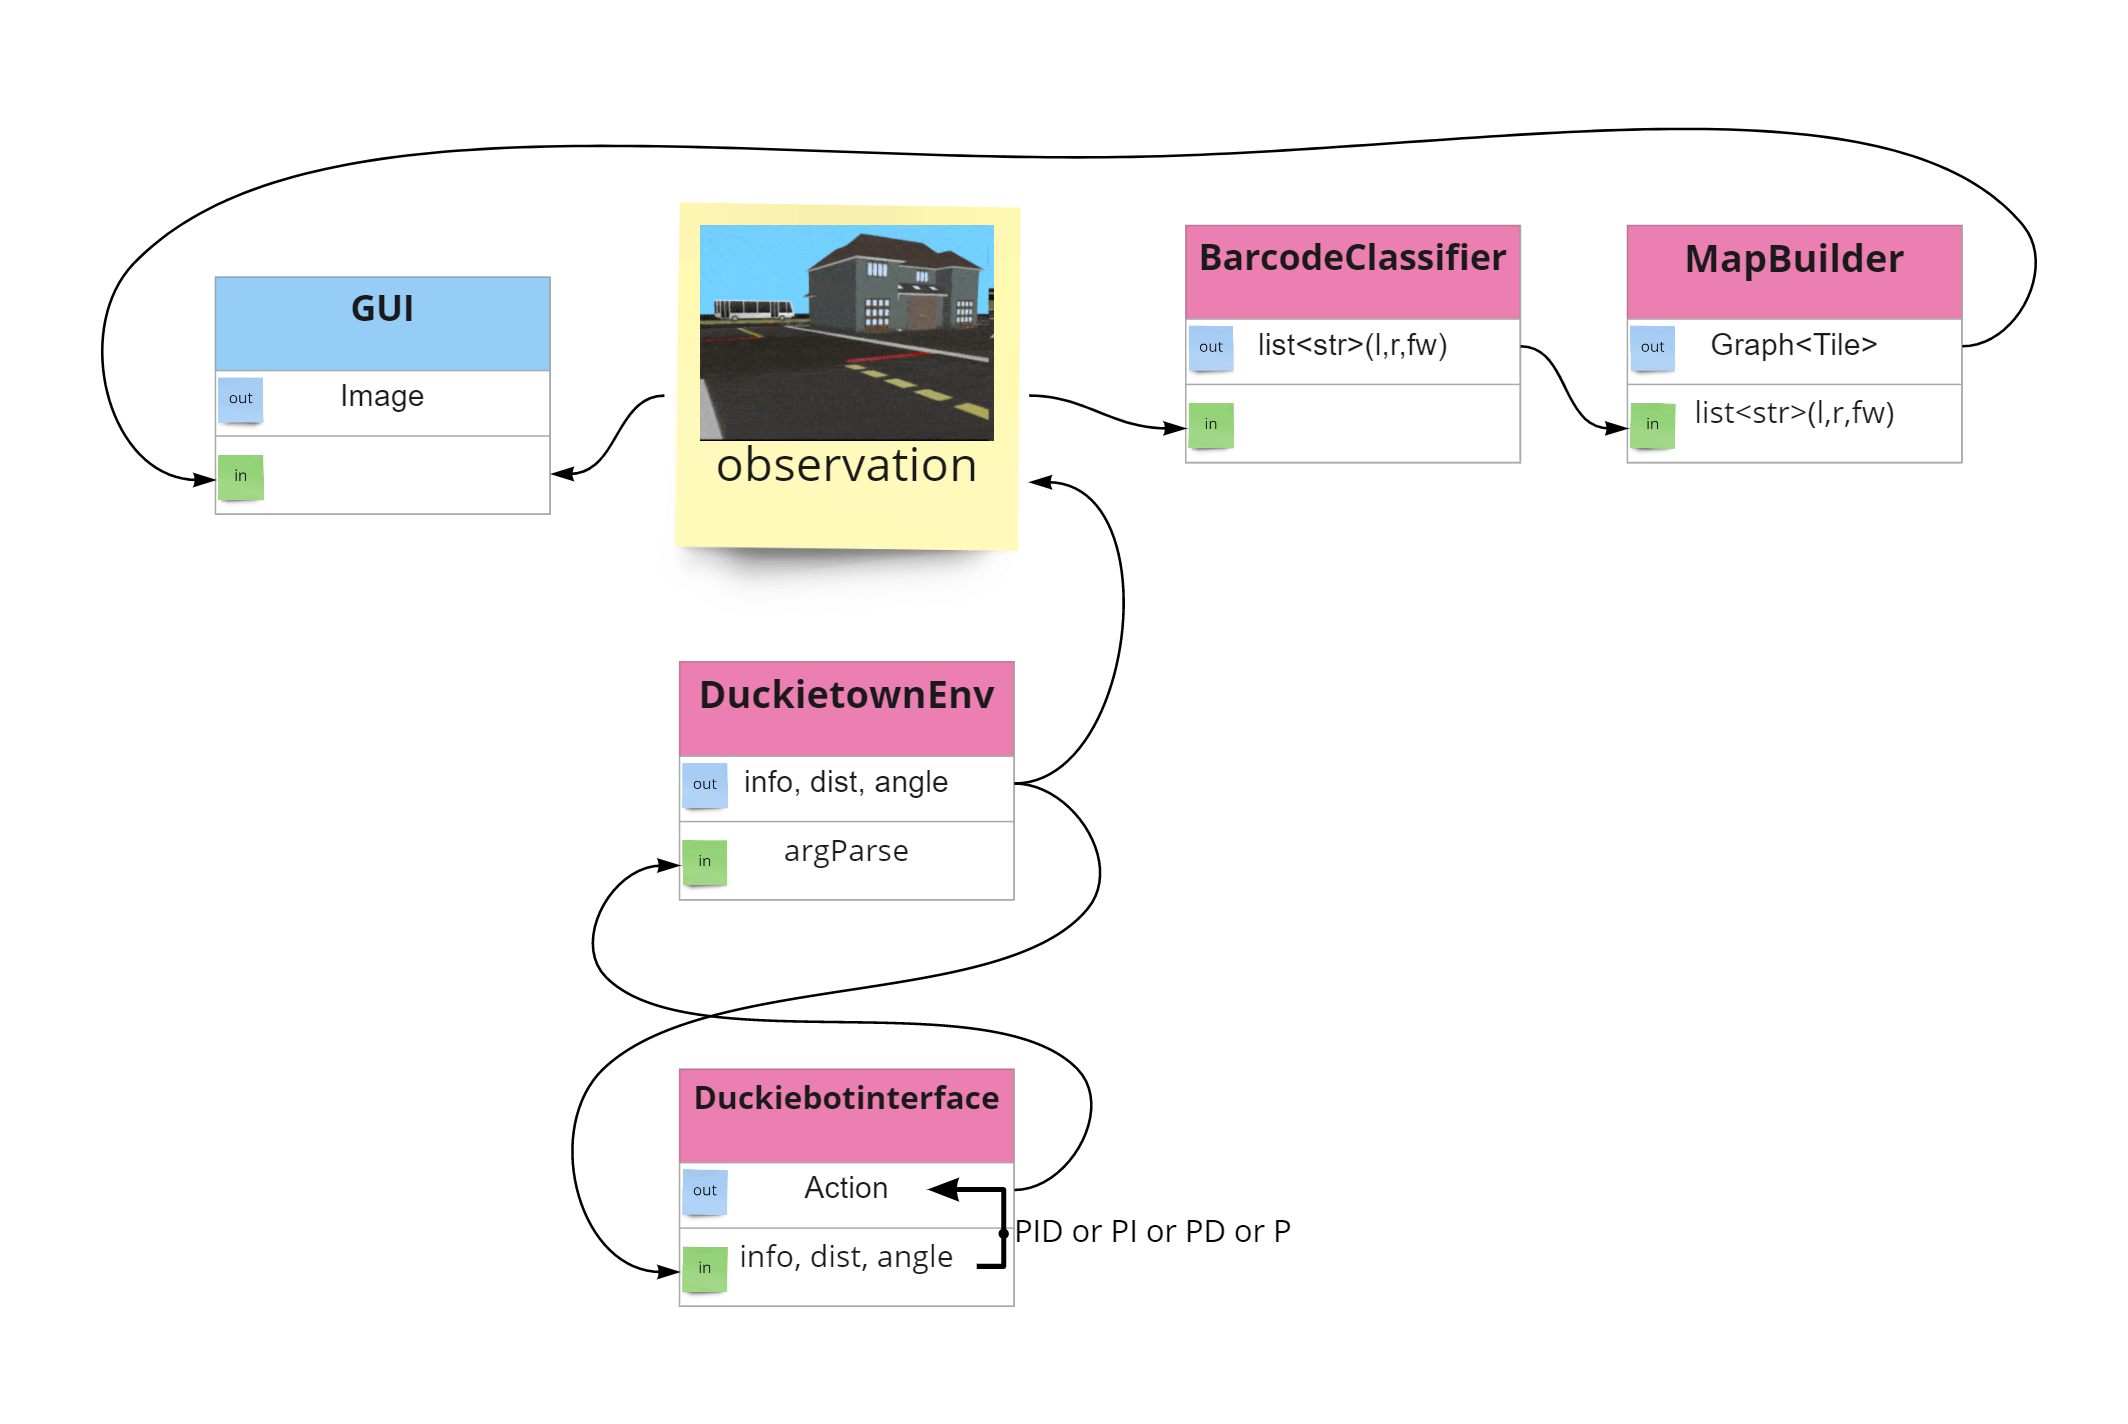 GUI
out
Image
in
observation
BarcodeClassifier
out
list<str>(l,r,fw)
in
MapBuilder
out
Graph<Tile>
in
list<str>(l,r,fw)
DuckietownEnv
out
info, dist, angle
in
argParse
Duckiebotinterface
out
Action
PID or PI or PD or P
in
info, dist, angle